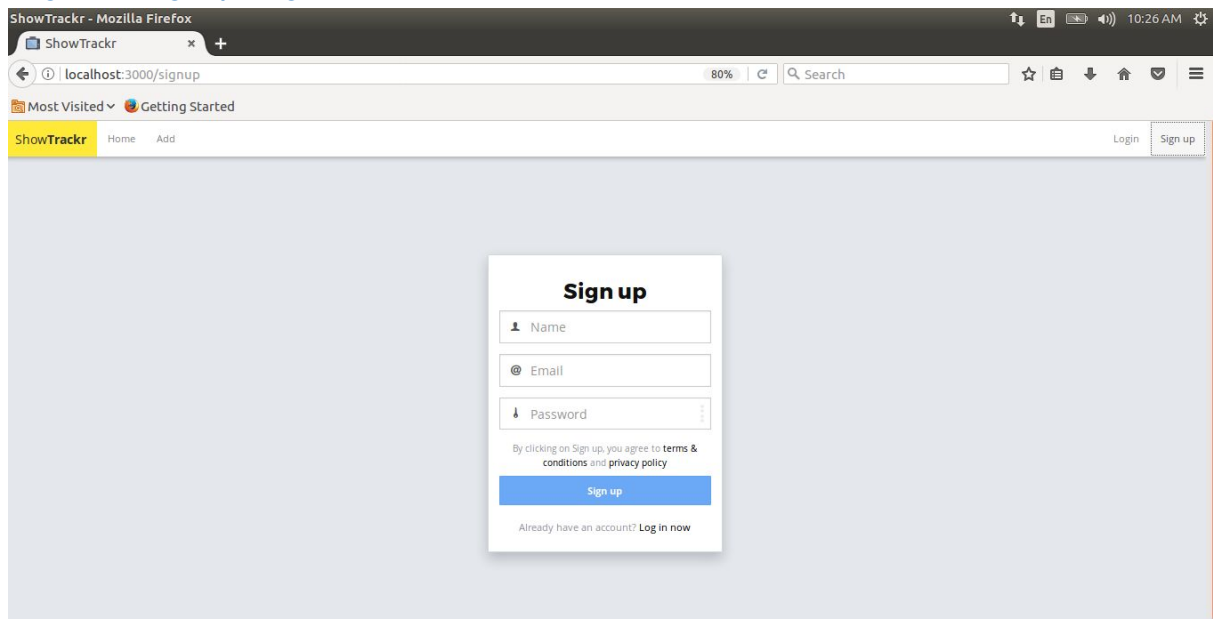 ShowTrackr - Mozilla Firefox
En 10:26 AM
ShowTrackr × +
localhost:3000/signup 80% Search
Most Visited Getting Started
ShowTrackr Home Add Login Sign up
Sign up
Name
@ Email
Password
By clicking on Sign up, you agree to terms &
conditions and privacy policy
Sign up
Already have an account? Log in now